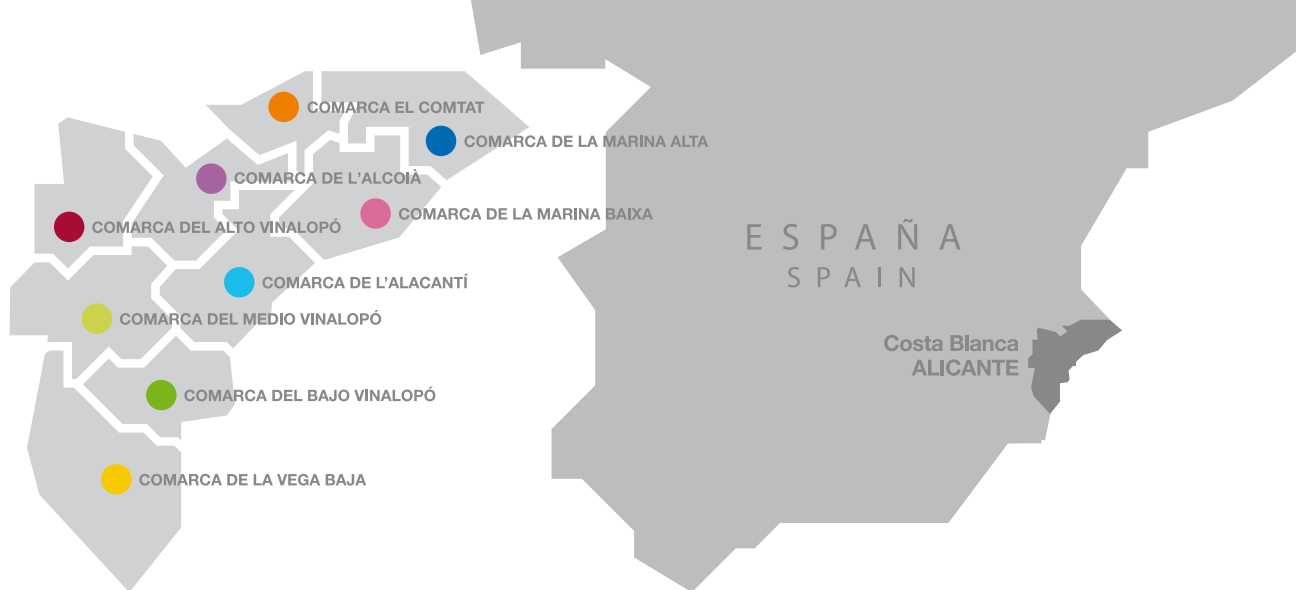 COMARCA EL COMTAT
COMARCA DE LA MARINA ALTA
COMARCA DE L'ALCOIÀ
COMARCA DE LA MARINA BAIXA
COMARCA DEL ALTO VINALOPÓ
COMARCA DE L'ALACANTÍ
COMARCA DEL MEDIO VINALOPÓ
COMARCA DEL BAJO VINALOPÓ
COMARCA DE LA VEGA BAJA
ESPAÑA
SPAIN
Costa Blanca
ALICANTE